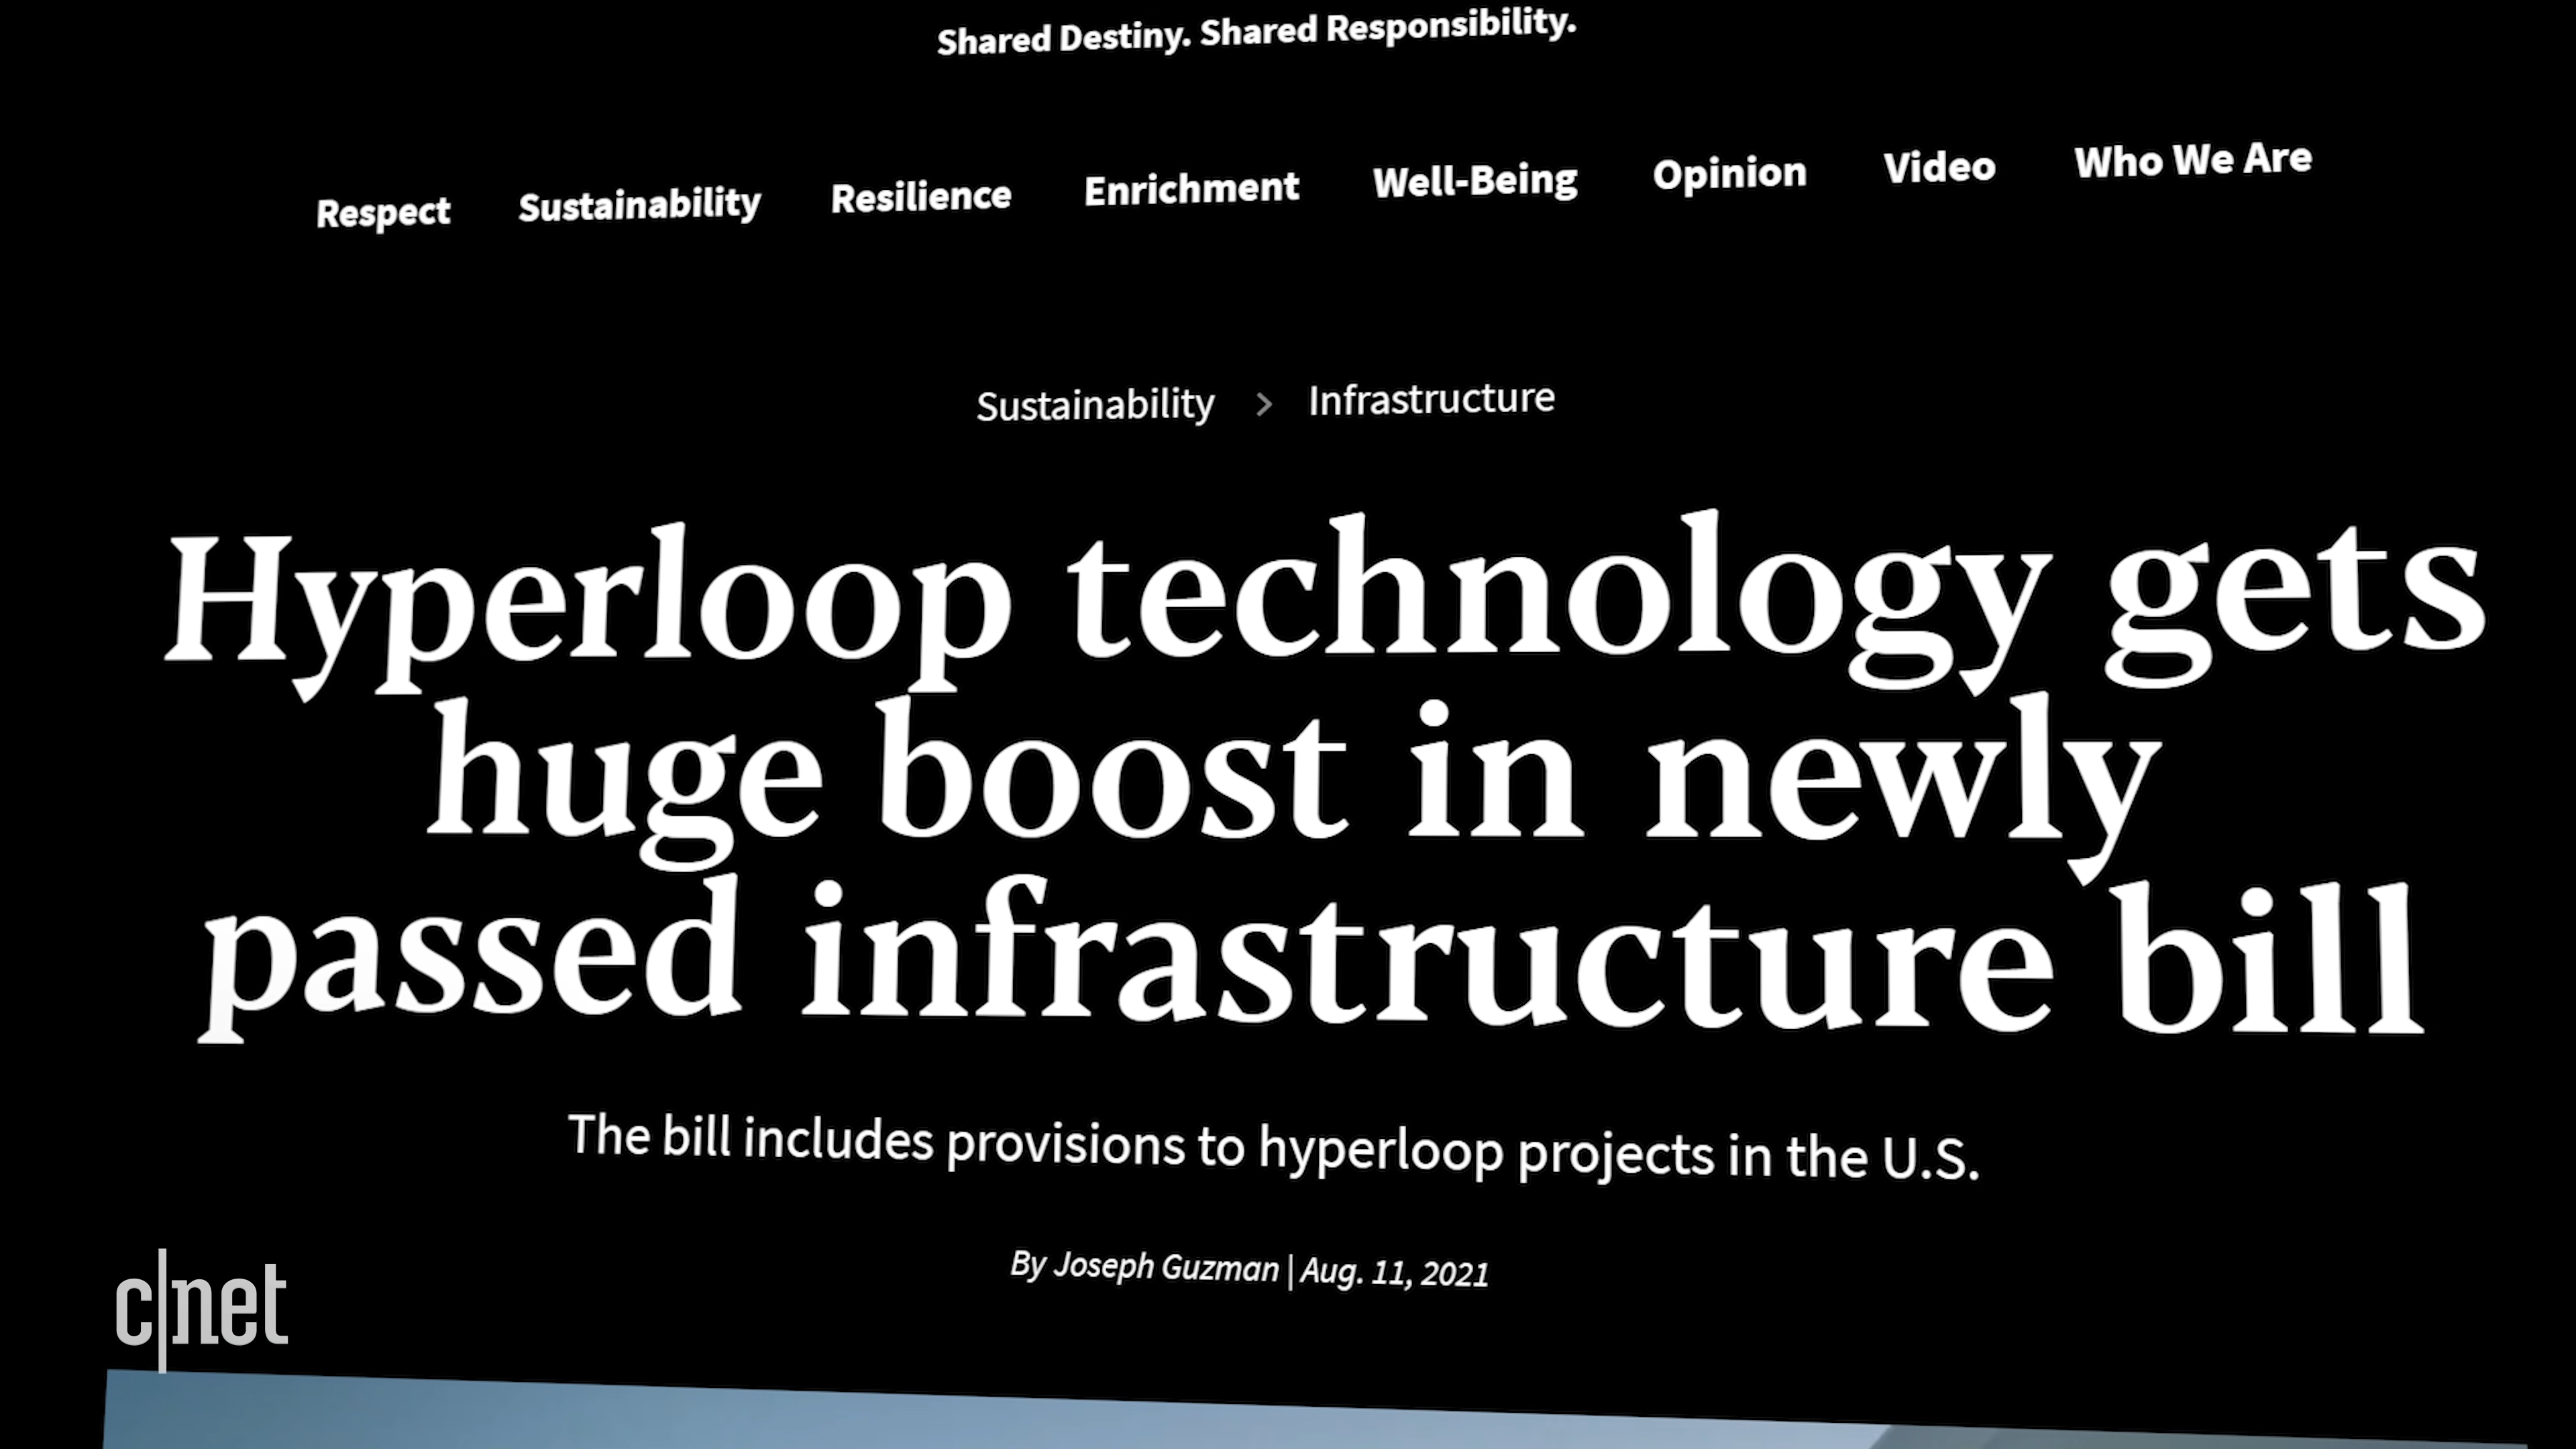 Shared Destiny. Shared Responsibility.
Respect Sustainability Resilience Enrichment Well-Being Opinion Video Who We Are
Sustainability > Infrastructure
Hyperloop technology gets
huge boost in newly
passed infrastructure bill
The bill includes provisions to hyperloop projects in the U.S.
By Joseph Guzman | Aug. 11, 2021
c|net